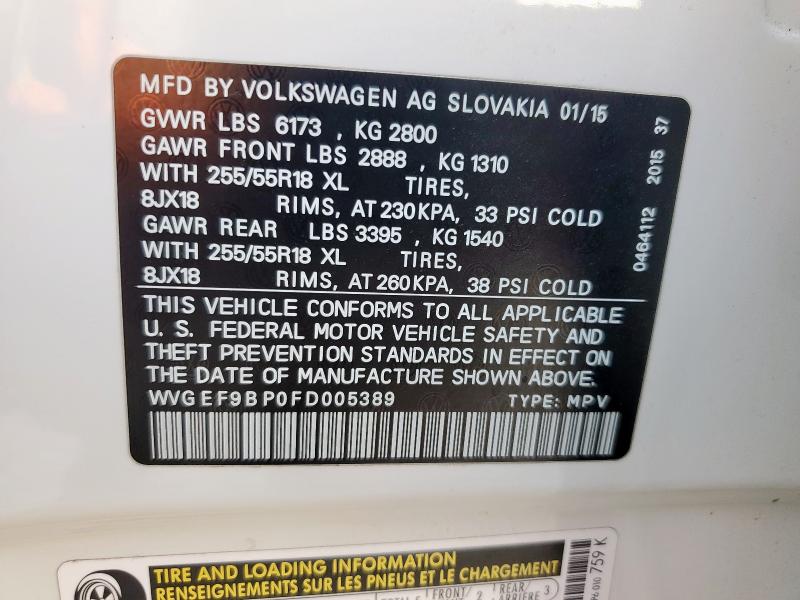 MFD BY VOLKSWAGEN AG SLOVAKIA 01/15
GVWR LBS 6173 , KG 2800
GAWR FRONT LBS 2888 , KG 1310
WITH 255/55R18 XL TIRES,
8JX18 RIMS, AT 230KPA, 33 PSI COLD
GAWR REAR LBS 3395 , KG 1540
WITH 255/55R18 XL TIRES,
8JX18 RIMS, AT 260KPA, 38 PSI COLD
0464112 2015 37
THIS VEHICLE CONFORMS TO ALL APPLICABLE
U. S. FEDERAL MOTOR VEHICLE SAFETY AND
THEFT PREVENTION STANDARDS IN EFFECT ON
THE DATE OF MANUFACTURE SHOWN ABOVE.
WVGEF9BP0FD005389 TYPE: MPV
TIRE AND LOADING INFORMATION
RENSEIGNEMENTS SUR LES PNEUS ET LE CHARGEMENT
FRONT/ 2 REAR/ 3
ARRIÈRE
010 759 K